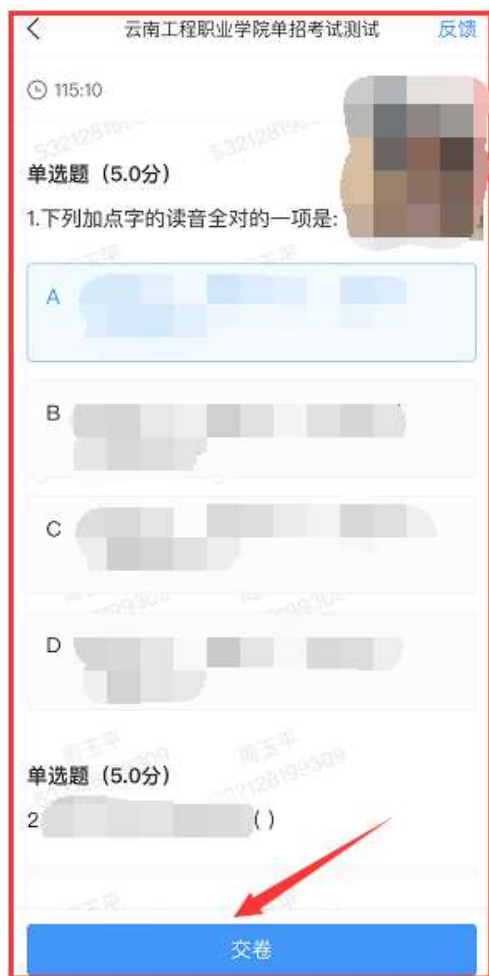 云南工程职业学院单招考试测试 反馈
115:10
单选题（5.0分）
1.下列加点字的读音全对的一项是:
A
B
C
D
单选题（5.0分）
2 ( )
交卷